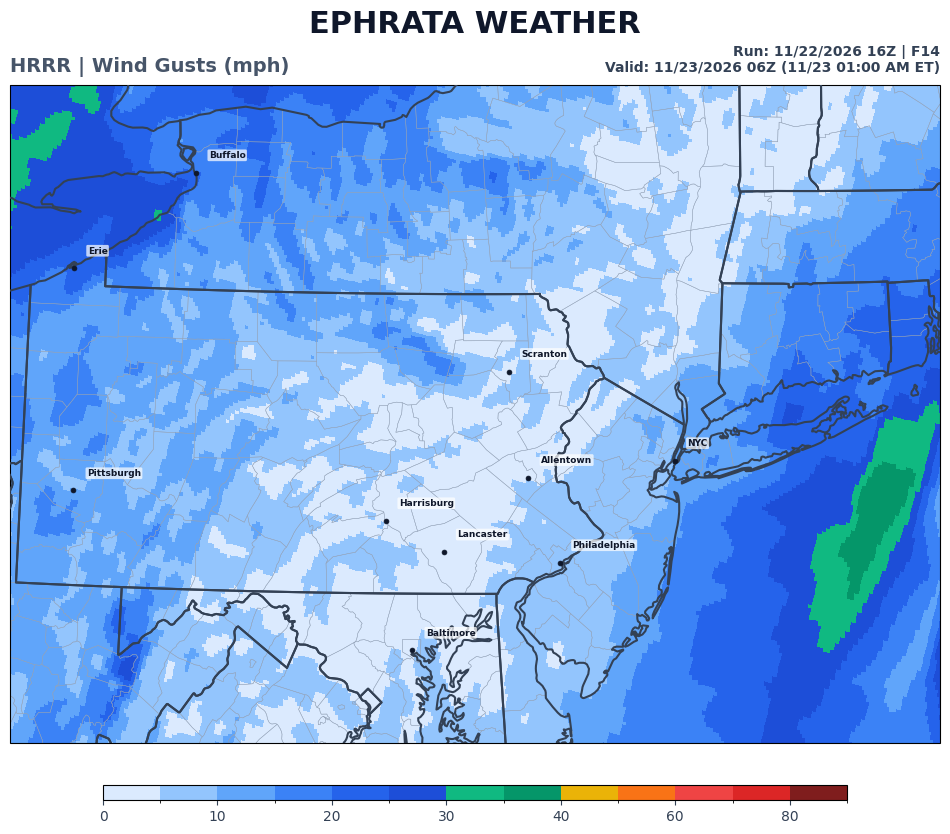 EPHRATA WEATHER
HRRR | Wind Gusts (mph)
Run: 11/22/2026 16Z | F14
Valid: 11/23/2026 06Z (11/23 01:00 AM ET)
Buffalo
Erie
Scranton
NYC
Allentown
Pittsburgh
Harrisburg
Lancaster
Philadelphia
Baltimore
0 10 20 30 40 60 80